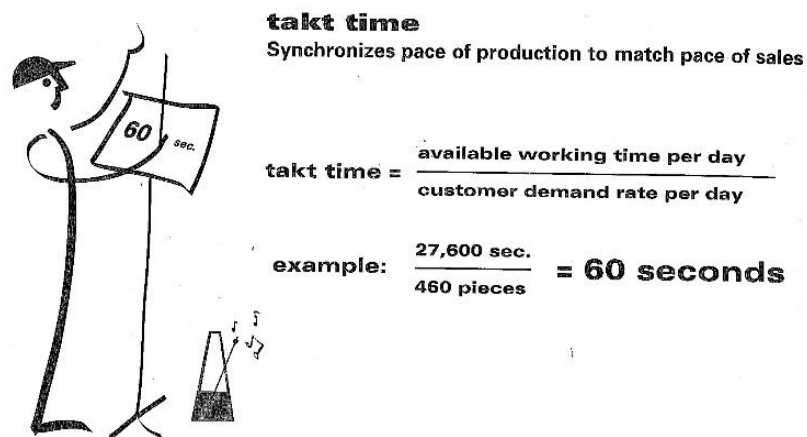 takt time
Synchronizes pace of production to match pace of sales
60 sec.
takt time = available working time per day
customer demand rate per day
example: 27,600 sec.
460 pieces
= 60 seconds